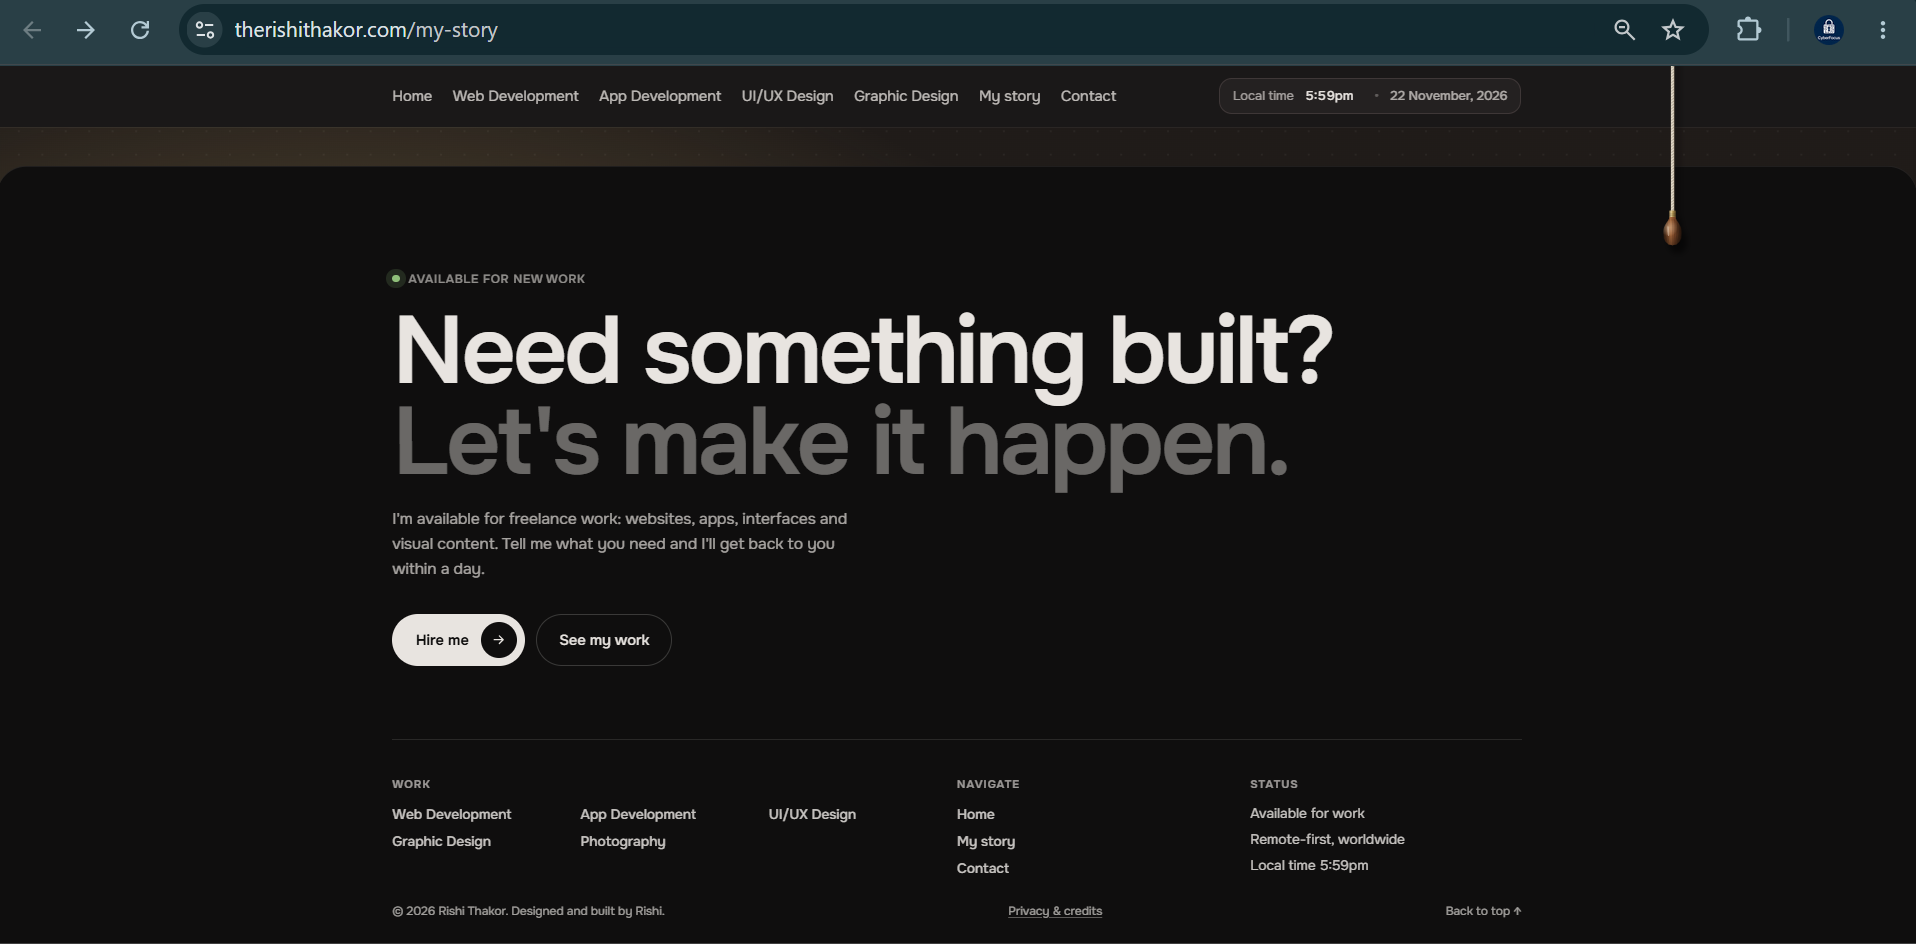 therishithakor.com/my-story
Home Web Development App Development UI/UX Design Graphic Design My story Contact Local time 5:59pm • 22 November, 2026
AVAILABLE FOR NEW WORK
Need something built?
Let's make it happen.
I'm available for freelance work: websites, apps, interfaces and
visual content. Tell me what you need and I'll get back to you
within a day.
Hire me → See my work
WORK
Web Development App Development UI/UX Design
Graphic Design Photography
NAVIGATE
Home
My story
Contact
STATUS
Available for work
Remote-first, worldwide
Local time 5:59pm
© 2026 Rishi Thakor. Designed and built by Rishi. Privacy & credits Back to top ↑